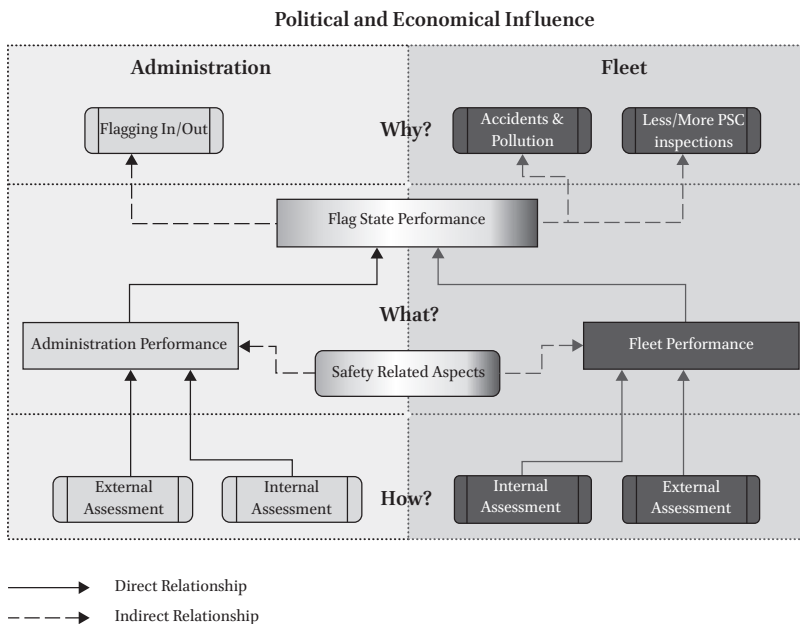 Political and Economical Influence
Administration
Fleet
Flagging In/Out
Why?
Accidents &
Pollution
Less/More PSC
inspections
Flag State Performance
What?
Administration Performance
Fleet Performance
Safety Related Aspects
External
Assessment
Internal
Assessment
How?
Internal
Assessment
External
Assessment
Direct Relationship
Indirect Relationship